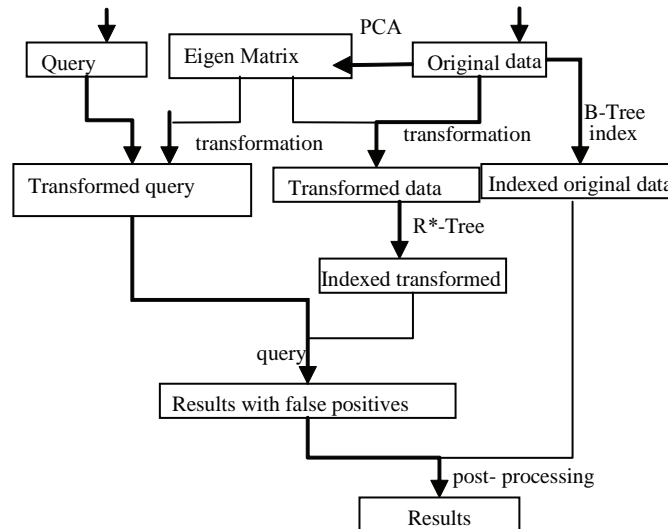 PCA
Query
Eigen Matrix
Original data
B-Tree
index
transformation
transformation
Transformed query
Transformed data
Indexed original data
R*-Tree
Indexed transformed
query
Results with false positives
post- processing
Results